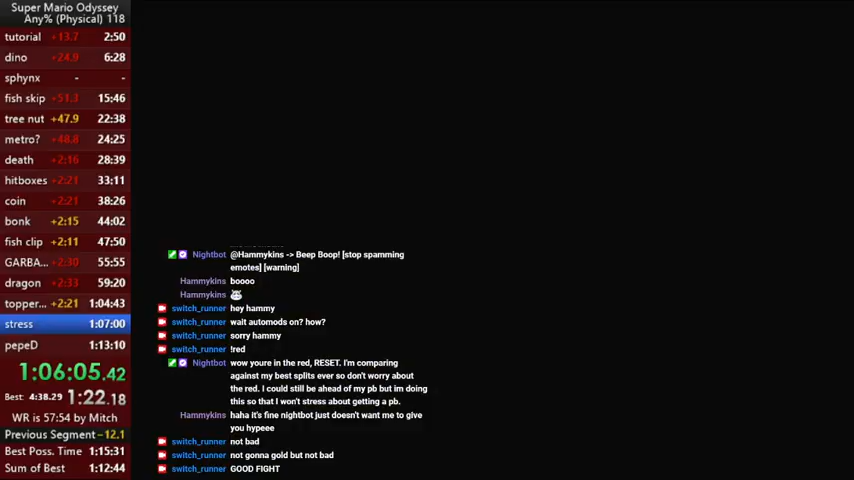 Super Mario Odyssey
Any% (Physical) 118
tutorial +13.7 2:50
dino +24.9 6:28
sphynx - -
fish skip +51.3 15:46
tree nut +47.9 22:38
metro? +48.8 24:25
death +2:16 28:39
hitboxes +2:21 33:11
coin +2:21 38:26
bonk +2:15 44:02
fish clip +2:11 47:50
GARBA... +2:30 55:55
dragon +2:33 59:20
topper... +2:21 1:04:43
stress 1:07:00
pepeD 1:13:10
1:06:05.42
Best: 4:38.29 1:22.18
WR is 57:54 by Mitch
Previous Segment -12.1
Best Poss. Time 1:15:31
Sum of Best 1:12:44
Nightbot @Hammykins -> Beep Boop! [stop spamming
emotes] [warning]
Hammykins boooo
Hammykins
switch_runner hey hammy
switch_runner wait automods on? how?
switch_runner sorry hammy
switch_runner !red
Nightbot wow youre in the red, RESET. I'm comparing
against my best splits ever so don't worry about
the red. I could still be ahead of my pb but im doing
this so that I won't stress about getting a pb.
Hammykins haha it's fine nightbot just doesn't want me to give
you hypeee
switch_runner not bad
switch_runner not gonna gold but not bad
switch_runner GOOD FIGHT